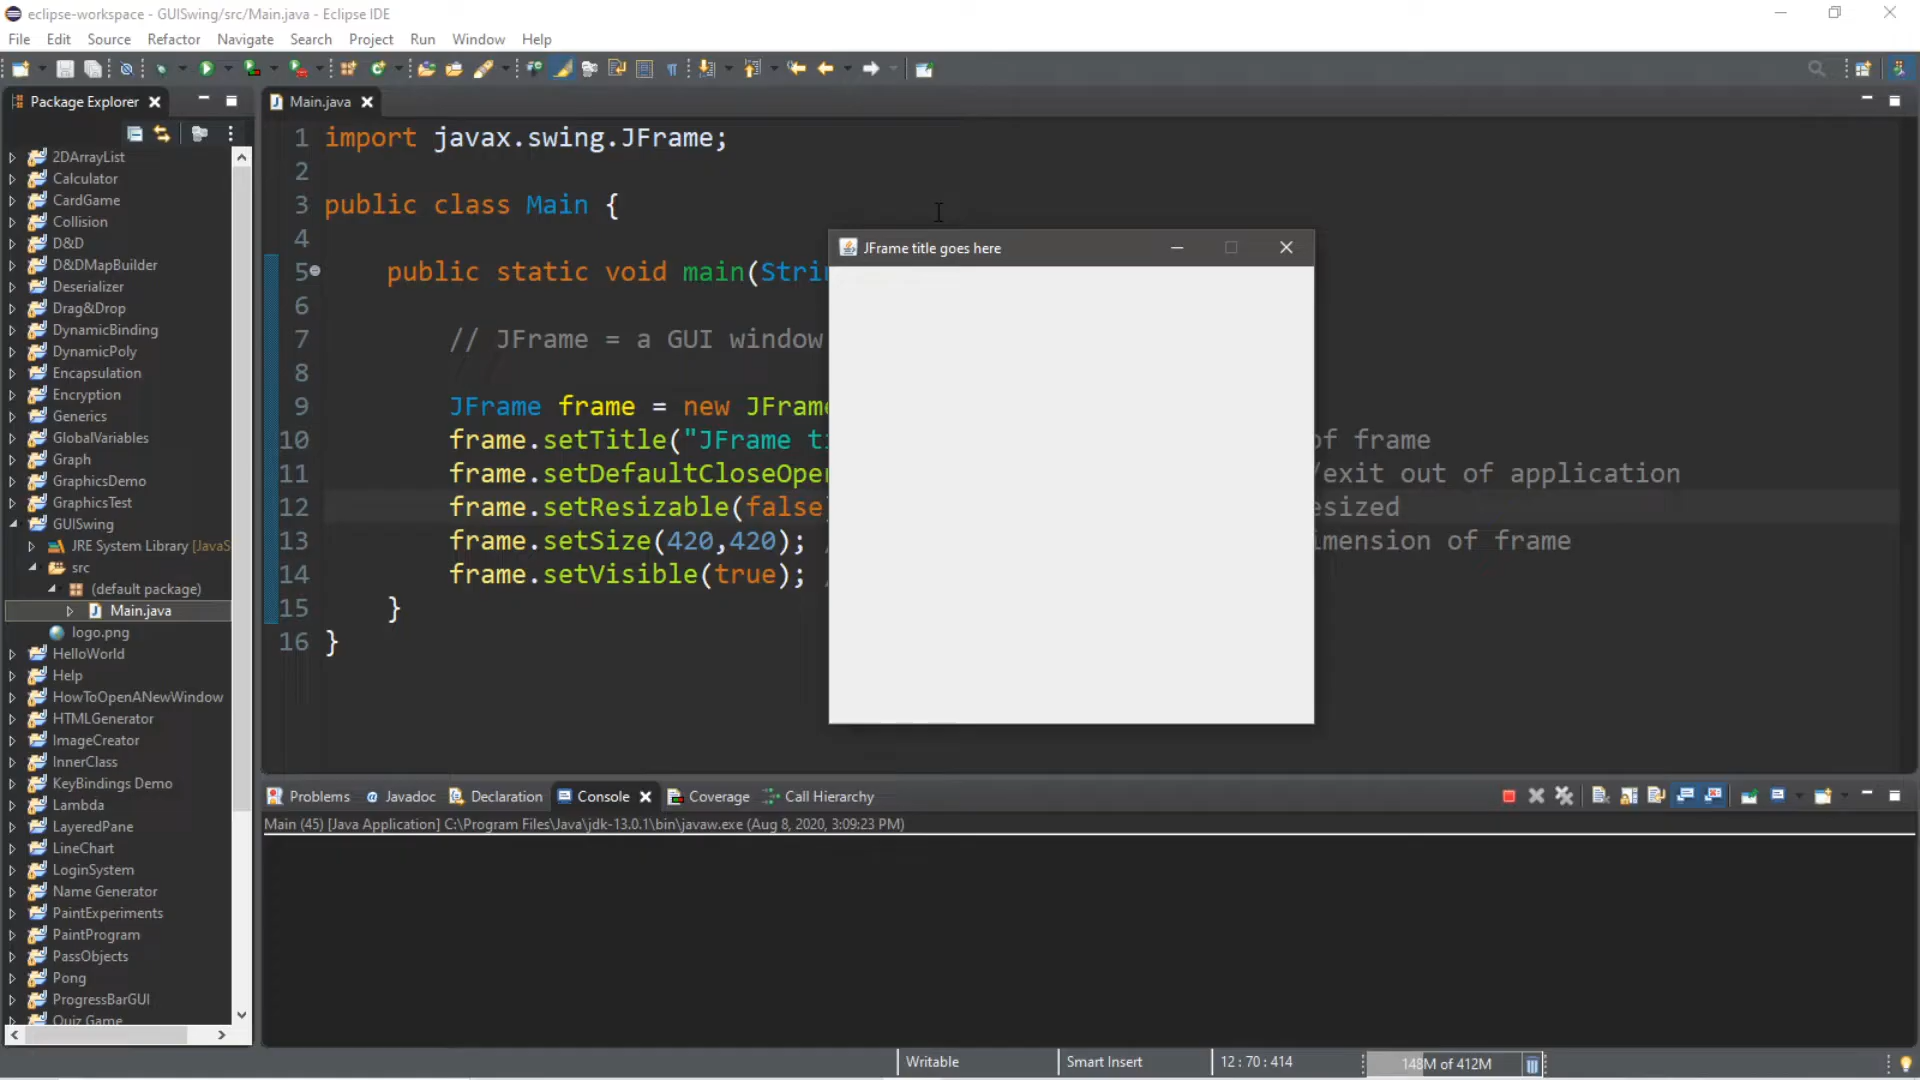 eclipse-workspace - GUISwing/src/Main.java - Eclipse IDE
File Edit Source Refactor Navigate Search Project Run Window Help
Package Explorer
Main.java
2DArrayList
Calculator
CardGame
Collision
D&D
D&DMapBuilder
Deserializer
Drag&Drop
DynamicBinding
DynamicPoly
Encapsulation
Encryption
Generics
GlobalVariables
Graph
GraphicsDemo
GraphicsTest
GUISwing
JRE System Library [JavaS
src
(default package)
Main.java
logo.png
HelloWorld
Help
HowToOpenANewWindow
HTMLGenerator
ImageCreator
InnerClass
KeyBindings Demo
Lambda
LayeredPane
LineChart
LoginSystem
Name Generator
PaintExperiments
PaintProgram
PassObjects
Pong
ProgressBarGUI
Quiz Game
1 import javax.swing.JFrame;
2
3 public class Main {
4
5 public static void main(Strin
6
7 // JFrame = a GUI window
8
9 JFrame frame = new JFrame
10 frame.setTitle("JFrame ti of frame
11 frame.setDefaultCloseOper /exit out of application
12 frame.setResizable(false) esized
13 frame.setSize(420,420); / imension of frame
14 frame.setVisible(true); /
15 }
16 }
JFrame title goes here
Problems Javadoc Declaration Console Coverage Call Hierarchy
Main (45) [Java Application] C:\Program Files\Java\jdk-13.0.1\bin\javaw.exe (Aug 8, 2020, 3:09:23 PM)
Writable Smart Insert 12 : 70 : 414 148M of 412M